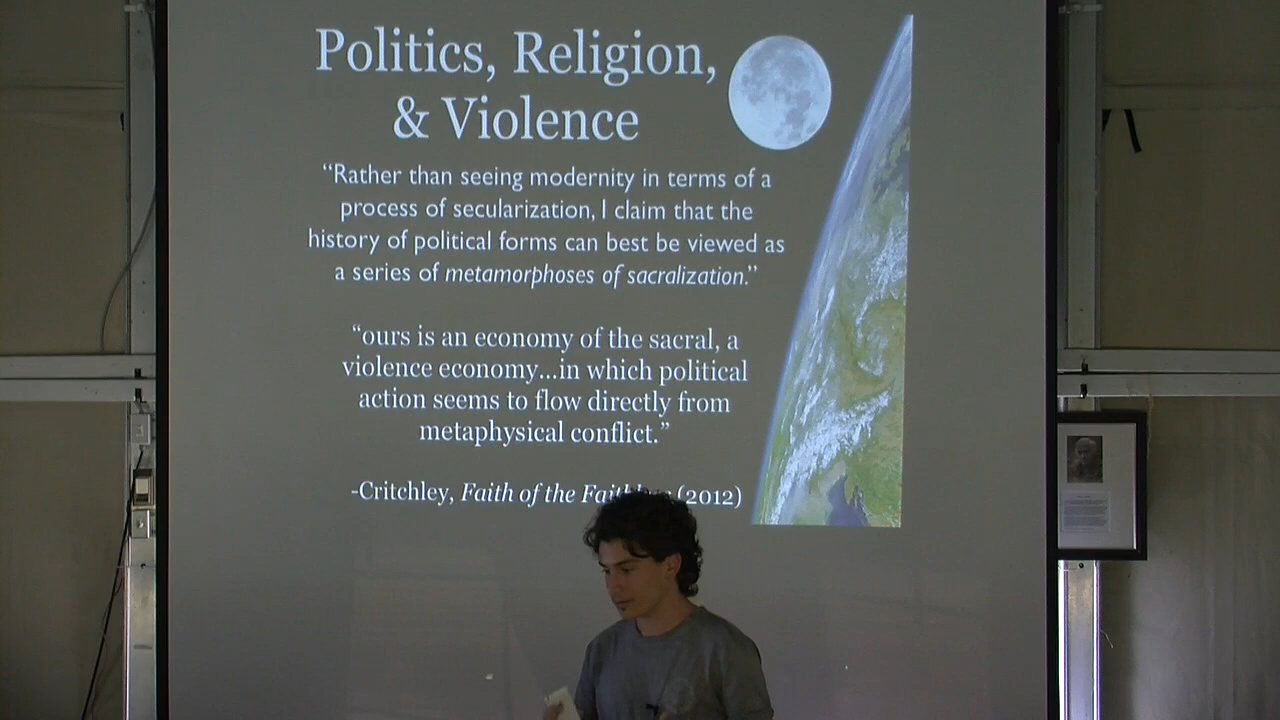 Politics, Religion,
& Violence
“Rather than seeing modernity in terms of a
process of secularization, I claim that the
history of political forms can best be viewed as
a series of metamorphoses of sacralization.”
“ours is an economy of the sacral, a
violence economy...in which political
action seems to flow directly from
metaphysical conflict.”
-Critchley, Faith of the (2012)